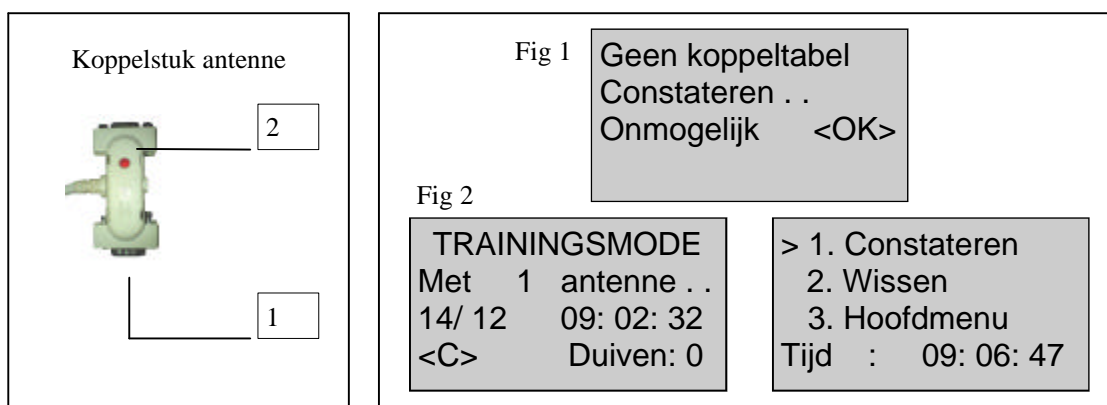 Koppelstuk antenne
2
1
Fig 1
Geen koppeltabel
Constateren . .
Onmogelijk <OK>
Fig 2
TRAININGSMODE
Met 1 antenne . .
14/ 12 09: 02: 32
<C> Duiven: 0
> 1. Constateren
2. Wissen
3. Hoofdmenu
Tijd : 09: 06: 47